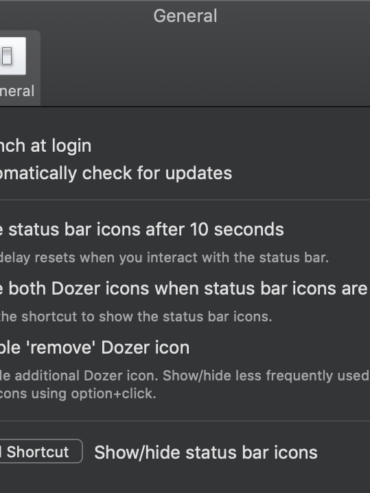 General
neral
nch at login
omatically check for updates
e status bar icons after 10 seconds
delay resets when you interact with the status bar.
e both Dozer icons when status bar icons are
the shortcut to show the status bar icons.
ble 'remove' Dozer icon
le additional Dozer icon. Show/hide less frequently used
cons using option+click.
d Shortcut Show/hide status bar icons